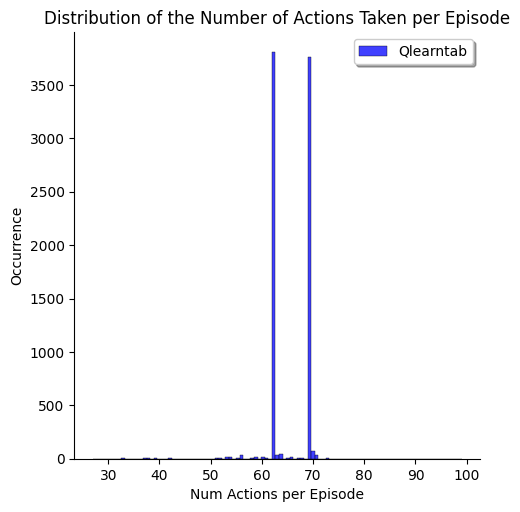 Distribution of the Number of Actions Taken per Episode
Qlearntab
3500
3000
2500
2000
1500
1000
500
0
Occurrence
30 40 50 60 70 80 90 100
Num Actions per Episode